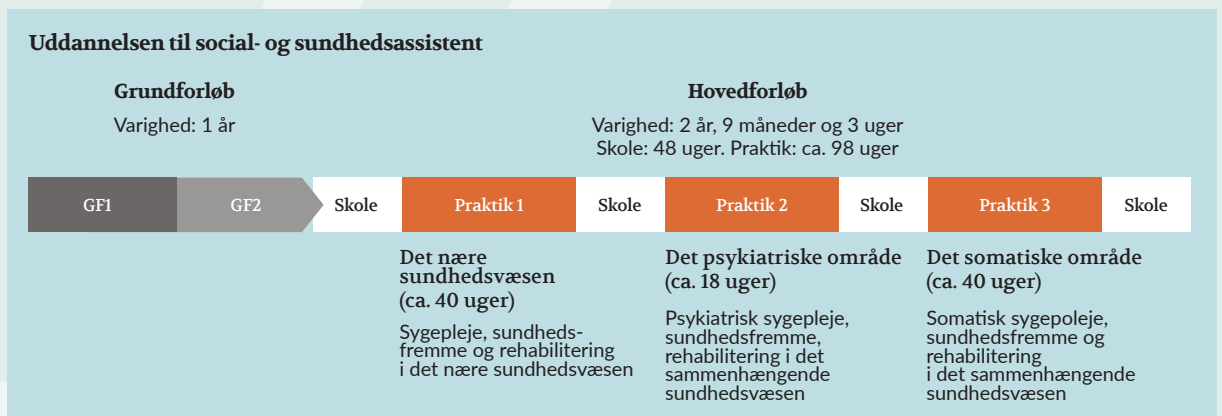 Uddannelsen til social- og sundhedsassistent
Grundforløb
Varighed: 1 år
Hovedforløb
Varighed: 2 år, 9 måneder og 3 uger
Skole: 48 uger. Praktik: ca. 98 uger
GF1
GF2
Skole
Praktik 1
Skole
Praktik 2
Skole
Praktik 3
Skole
Det nære
sundhedsvæsen
(ca. 40 uger)
Sygepleje, sundheds-
fremme og rehabilitering
i det nære sundhedsvæsen
Det psykiatriske område
(ca. 18 uger)
Psykiatrisk sygepleje,
sundhedsfremme,
rehabilitering i det
sammenhængende
sundhedsvæsen
Det somatiske område
(ca. 40 uger)
Somatisk sygepoleje,
sundhedsfremme og
rehabilitering
i det sammenhængende
sundhedsvæsen